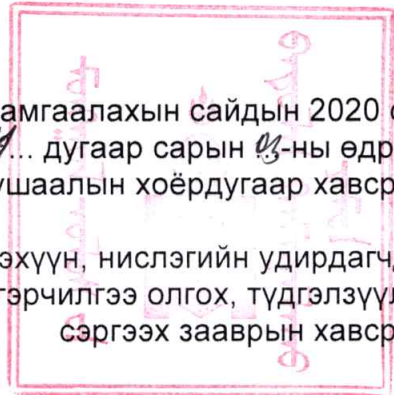 амгаалахын сайдын 2020 о
... дугаар сарын 03-ны өдр
ушаалын хоёрдугаар хавср
эхүүн, нислэгийн удирдагч,
гэрчилгээ олгох, түдгэлзүүл
сэргээх зааврын хавср